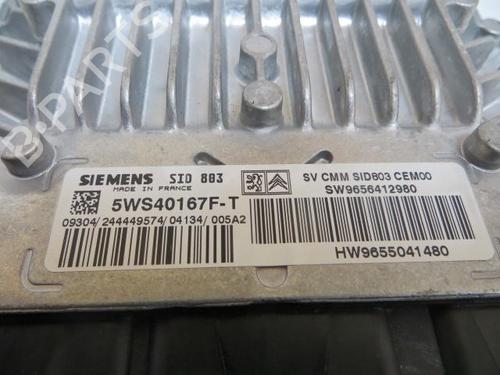 B-PARTS
SIEMENS SID 803
MADE IN FRANCE
5WS40167F-T
09304/244449574/04134/005A2
SV CMM SID803 CEM00
SW9656412980
HW9655041480